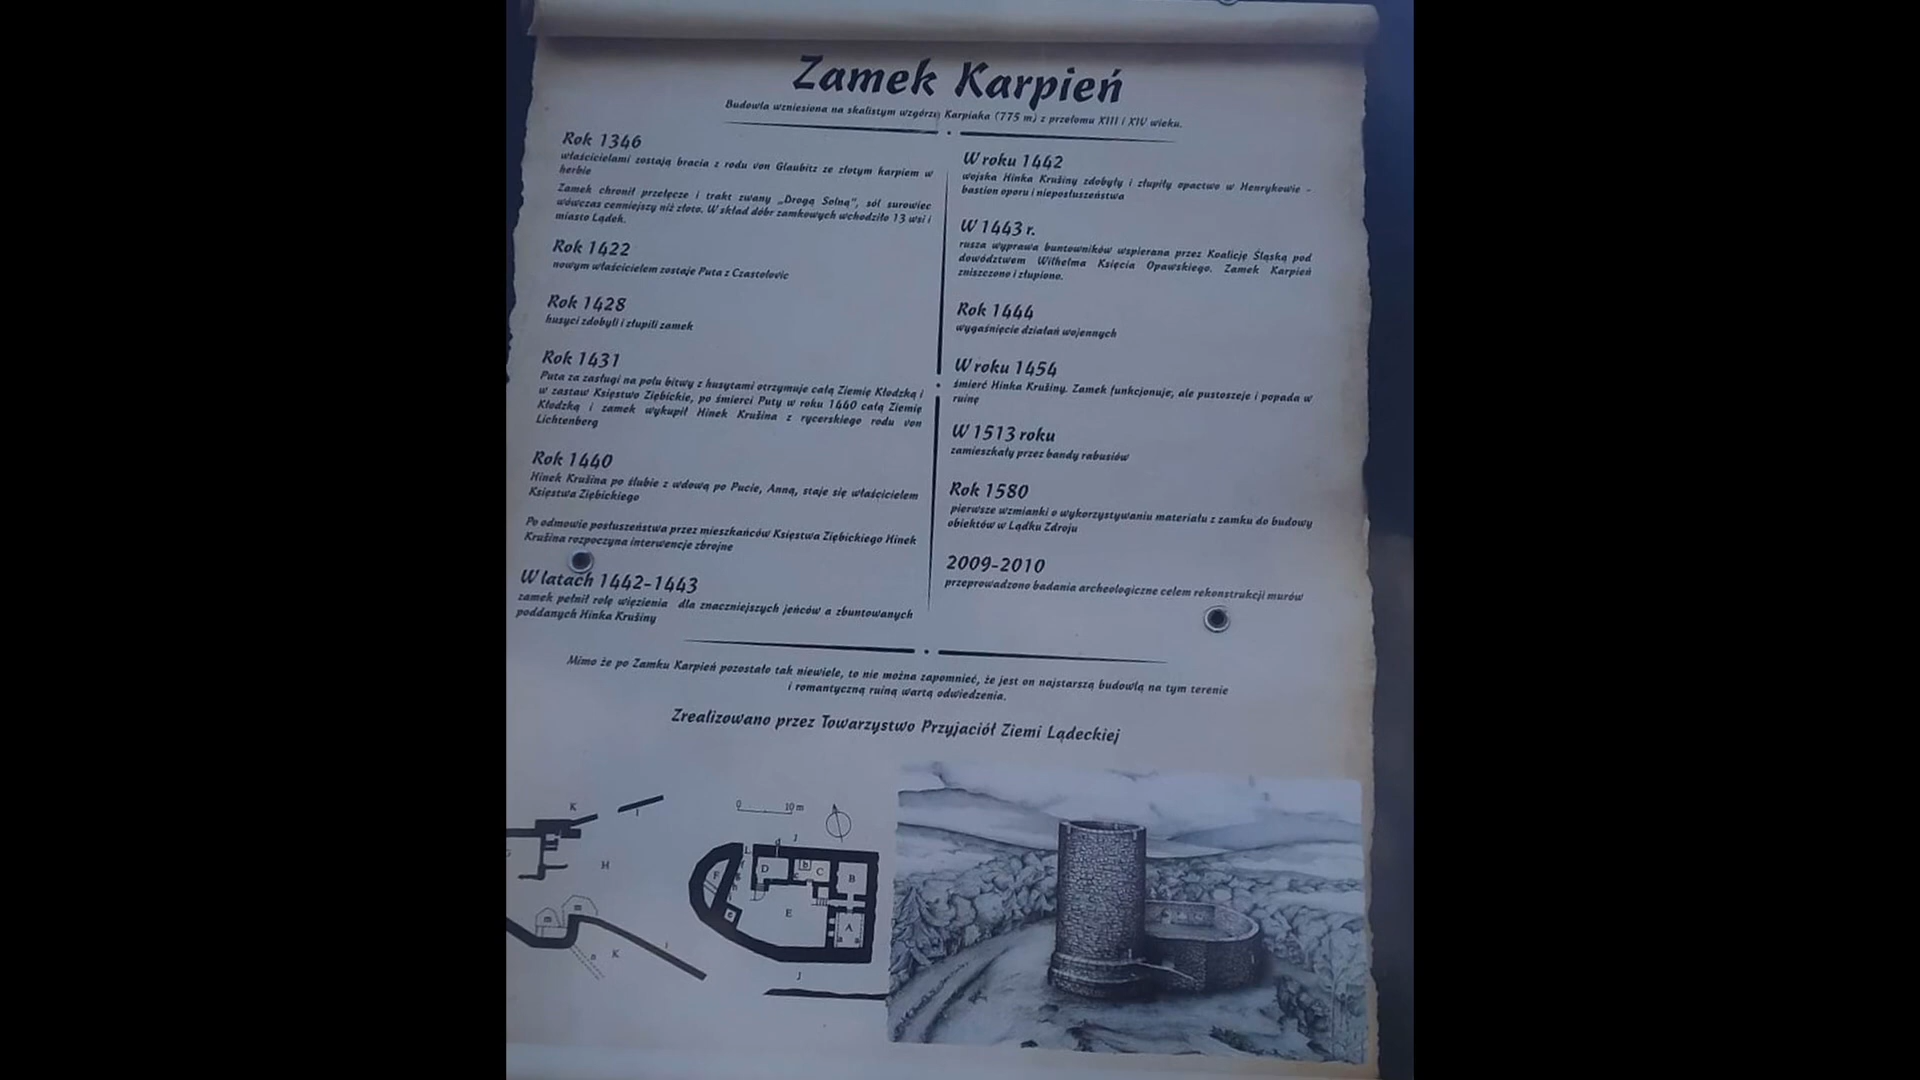 Zamek Karpień
Budowla wzniesiona na skalistym wzgórzu Karpiaka (775 m) z przełomu XIII i XIV wieku.
Rok 1346
właścicielami zostają bracia z rodu von Glaubitz ze złotym karpiem w
herbie
Zamek chronił przełęcze i trakt zwany „Drogą Solną”, sól surowiec
wówczas cenniejszy niż złoto. W skład dóbr zamkowych wchodziło 13 wsi i
miasto Lądek.
Rok 1422
nowym właścicielem zostaje Puta z Czastolovic
Rok 1428
husyci zdobyli i złupili zamek
Rok 1431
Puta za zasługi na polu bitwy z husytami otrzymuje całą Ziemię Kłodzką i
w zastaw Księstwo Ziębickie, po śmierci Puty w roku 1440 całą Ziemię
Kłodzką i zamek wykupił Hinek Krušina z rycerskiego rodu von
Lichtenberg
Rok 1440
Hinek Krušina po ślubie z wdową po Pucie, Anną, staje się właścicielem
Księstwa Ziębickiego
Po odmowie posłuszeństwa przez mieszkańców Księstwa Ziębickiego Hinek
Krušina rozpoczyna interwencje zbrojne
W latach 1442-1443
zamek pełnił rolę więzienia dla znaczniejszych jeńców a zbuntowanych
poddanych Hinka Krušiny
W roku 1442
wojska Hinka Krušiny zdobyły i złupiły opactwo w Henrykowie -
bastion oporu i nieposłuszeństwa
W 1443 r.
rusza wyprawa buntowników wspierana przez Koalicję Śląską pod
dowództwem Wilhelma Księcia Opawskiego. Zamek Karpień
zniszczono i złupiono.
Rok 1444
wygaśnięcie działań wojennych
W roku 1454
śmierć Hinka Krušiny. Zamek funkcjonuje, ale pustoszeje i popada w
ruinę
W 1513 roku
zamieszkały przez bandy rabusiów
Rok 1580
pierwsze wzmianki o wykorzystywaniu materiału z zamku do budowy
obiektów w Lądku Zdroju
2009-2010
przeprowadzono badania archeologiczne celem rekonstrukcji murów
Mimo że po Zamku Karpień pozostało tak niewiele, to nie można zapomnieć, że jest on najstarszą budowlą na tym terenie
i romantyczną ruiną wartą odwiedzenia.
Zrealizowano przez Towarzystwo Przyjaciół Ziemi Lądeckiej
K
0 10 m
J
H
L d
F D b C B
c
E A
a a
e
m m
n K
J